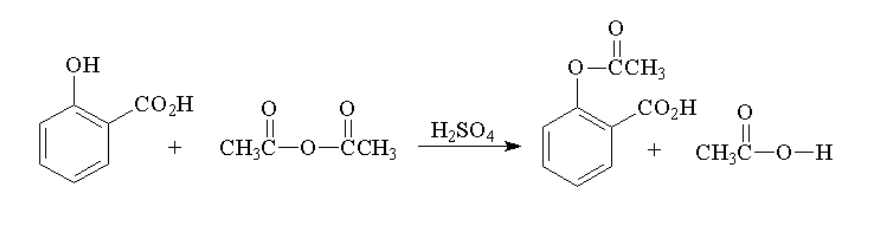 OH
CO₂H
+
O O
CH₃C—O—CCH₃
H₂SO₄
O
O—CCH₃
CO₂H
+
O
CH₃C—O—H